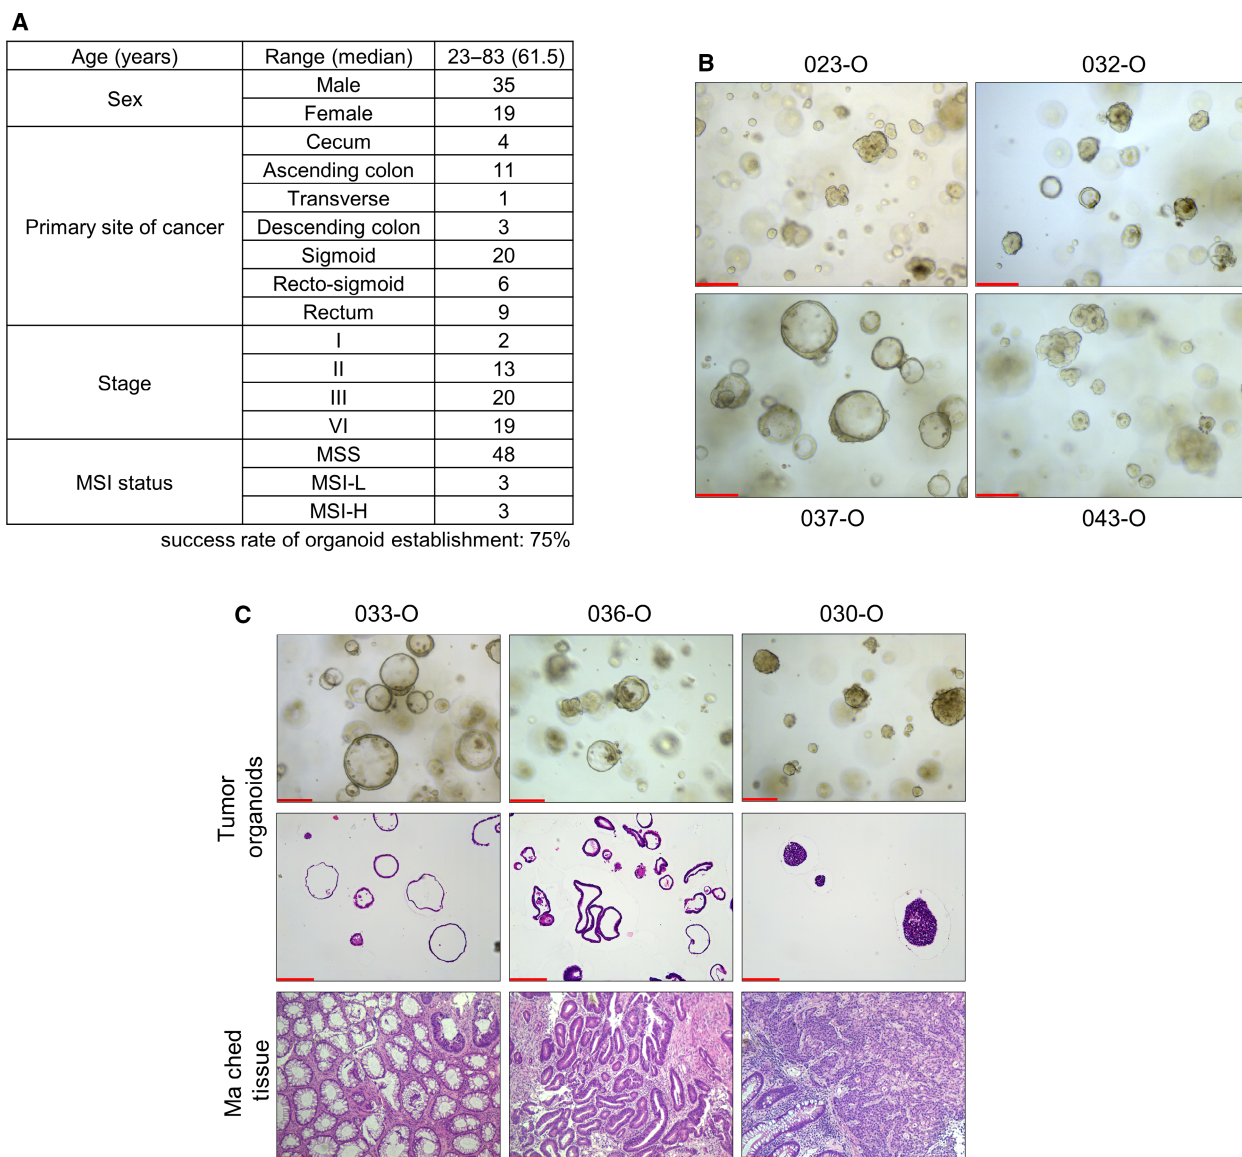 A
Age (years) Range (median) 23–83 (61.5)
Sex Male 35
Female 19
Primary site of cancer Cecum 4
Ascending colon 11
Transverse 1
Descending colon 3
Sigmoid 20
Recto-sigmoid 6
Rectum 9
Stage I 2
II 13
III 20
VI 19
MSI status MSS 48
MSI-L 3
MSI-H 3
success rate of organoid establishment: 75%
B
023-O 032-O
037-O 043-O
C
033-O 036-O 030-O
Tumor
organoids
Ma ched
tissue